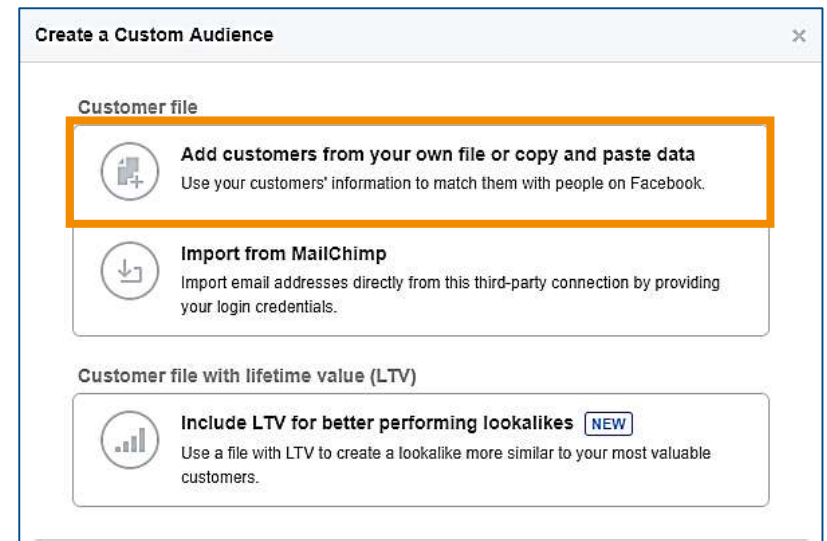 Create a Custom Audience
Customer file
Add customers from your own file or copy and paste data
Use your customers' information to match them with people on Facebook.
Import from MailChimp
Import email addresses directly from this third-party connection by providing
your login credentials.
Customer file with lifetime value (LTV)
Include LTV for better performing lookalikes NEW
Use a file with LTV to create a lookalike more similar to your most valuable
customers.